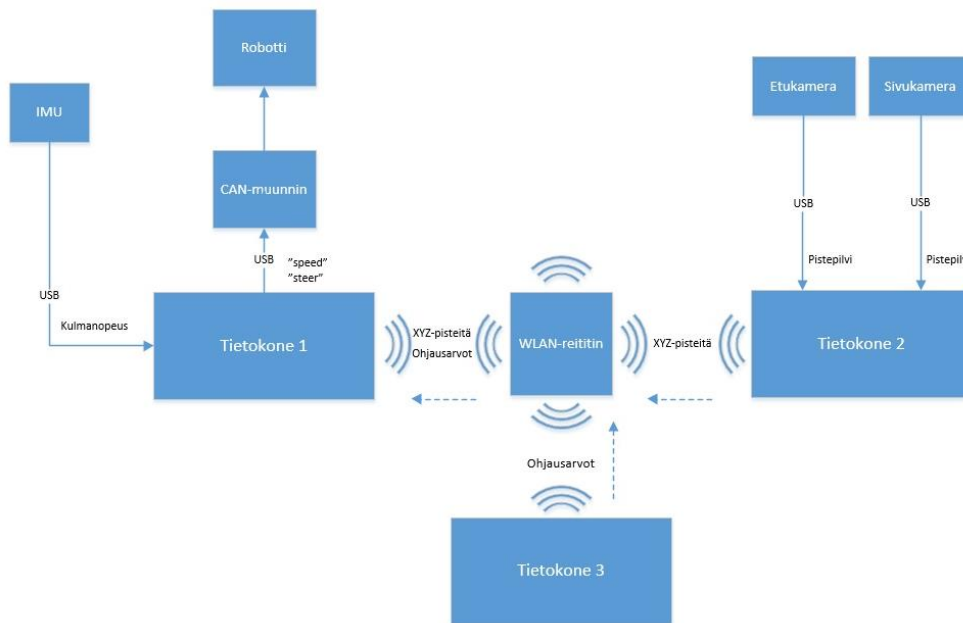 Robotti
IMU
Etukamera
Sivukamera
CAN-muunnin
USB
USB
USB
"speed"
"steer"
Pistepilvi
Pistepilvi
USB
Kulmanopeus
Tietokone 1
XYZ-pisteitä
Ohjausarvot
WLAN-reititin
XYZ-pisteitä
Tietokone 2
Ohjausarvot
Tietokone 3